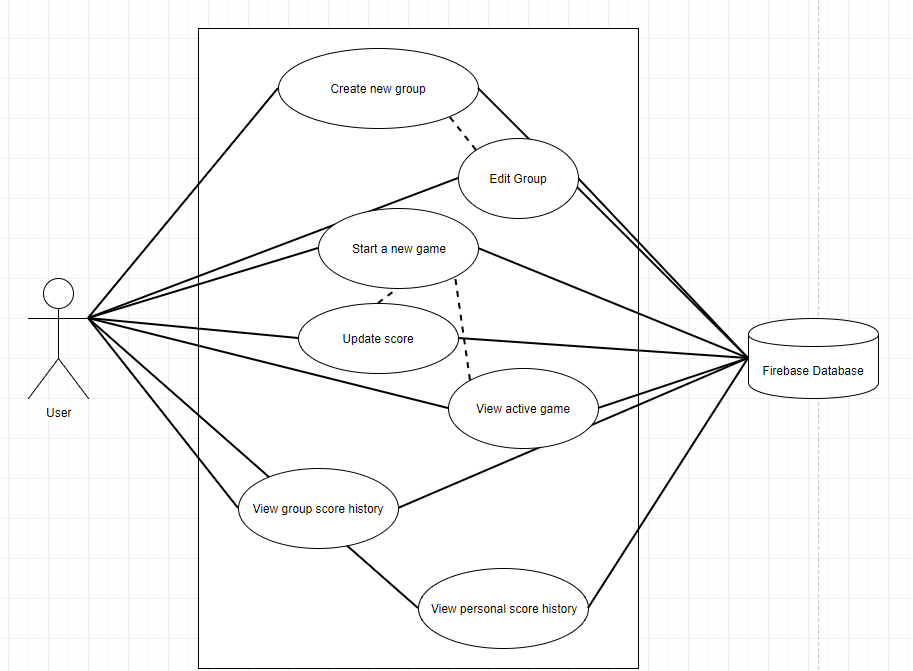 Create new group
Edit Group
Start a new game
Update score
Firebase Database
View active game
User
View group score history
View personal score history